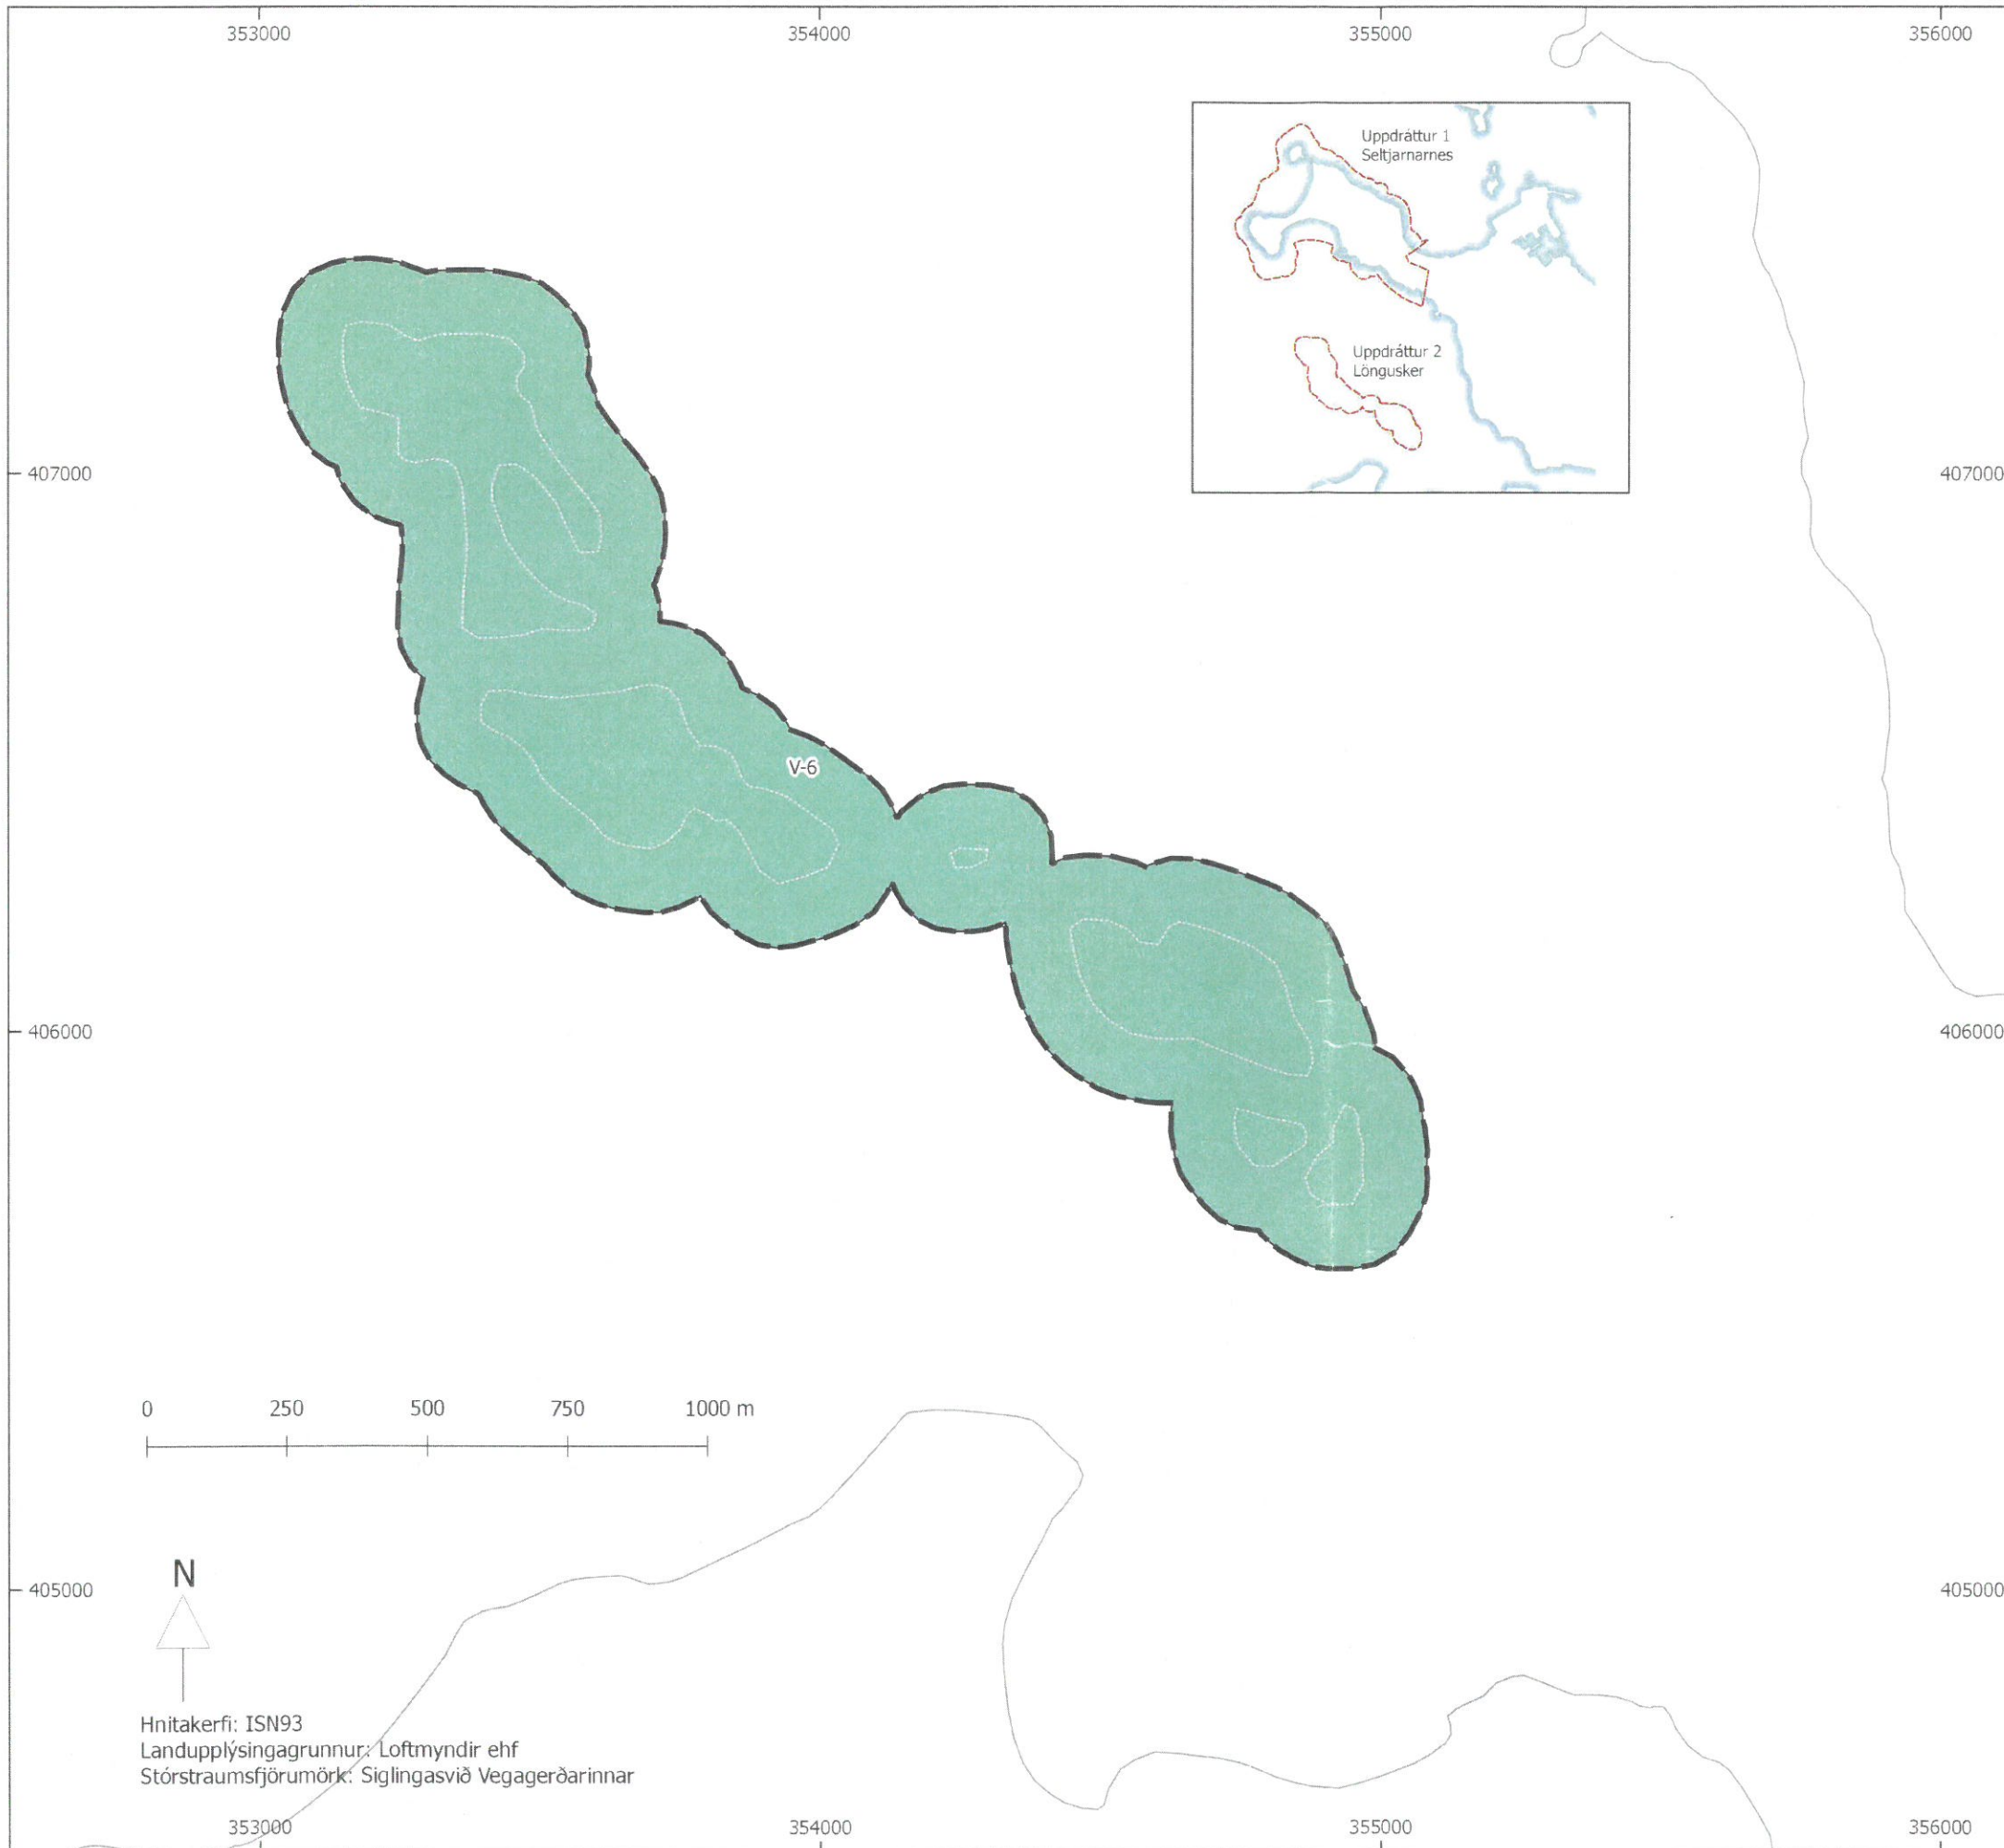 353000 354000 355000 356000
Uppdráttur 1
Seltjarnarnes
Uppdráttur 2
Löngusker
407000 407000
V-6
406000 406000
0 250 500 750 1000 m
N
405000 405000
Hnitakerfi: ISN93
Landupplýsingagrunnur: Loftmyndir ehf
Stórstraumsfjörumörk: Siglingasvið Vegagerðarinnar
353000 354000 355000 356000